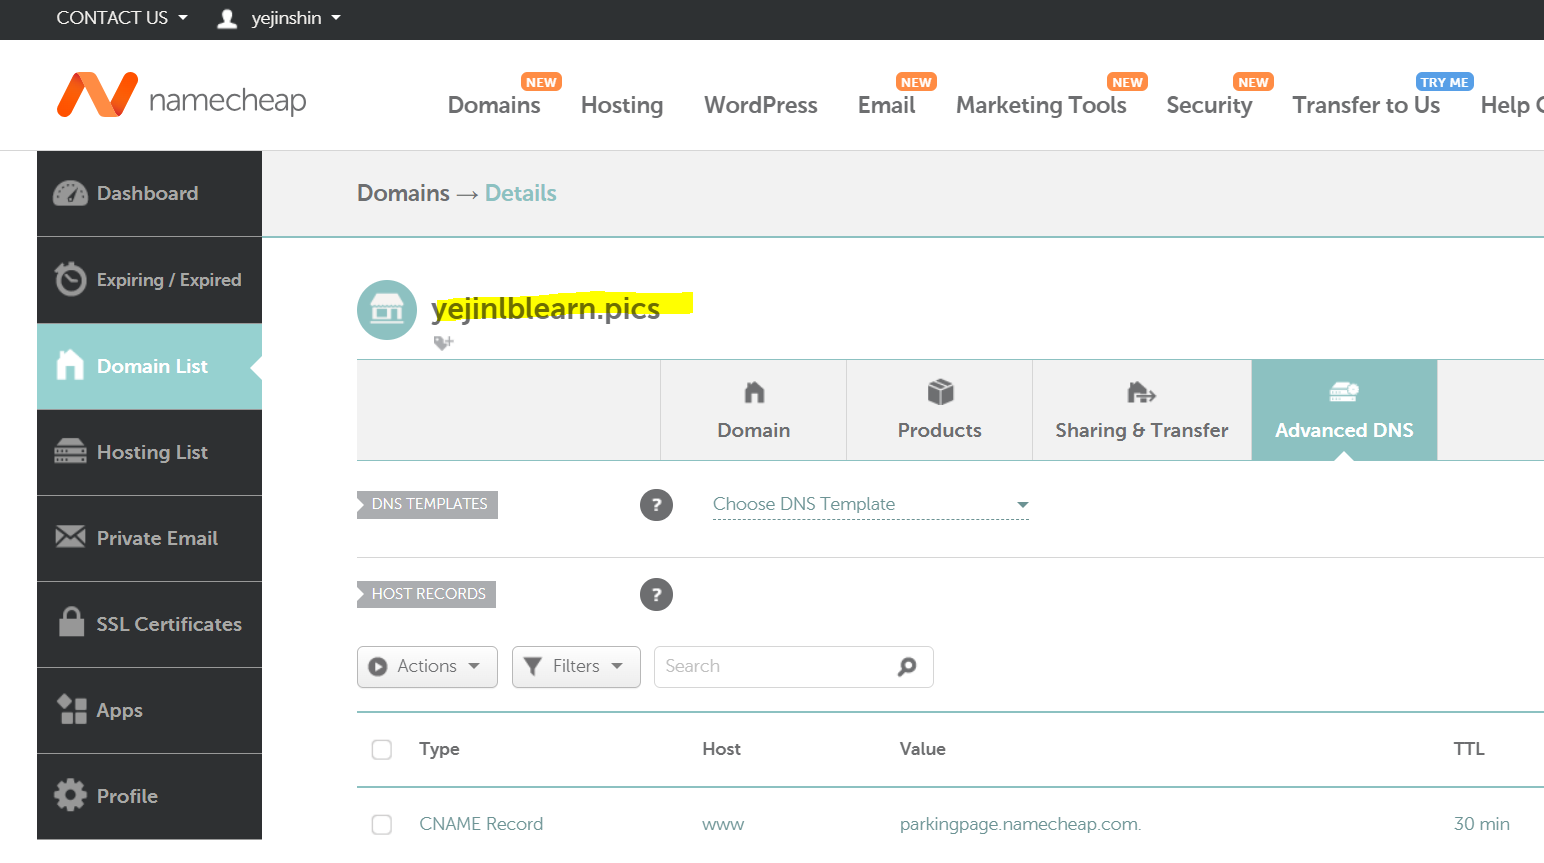 CONTACT US yejinshin
NEW NEW NEW NEW TRY ME
namecheap Domains Hosting WordPress Email Marketing Tools Security Transfer to Us Help
Dashboard
Expiring / Expired
Domain List
Hosting List
Private Email
SSL Certificates
Apps
Profile
Domains → Details
yejinlblearn.pics
Domain Products Sharing & Transfer Advanced DNS
DNS TEMPLATES ? Choose DNS Template
HOST RECORDS ?
Actions Filters Search
Type Host Value TTL
CNAME Record www parkingpage.namecheap.com. 30 min